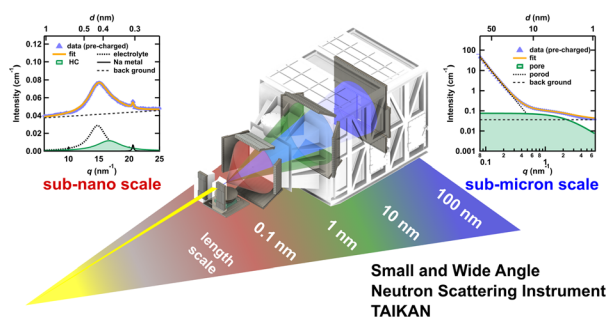 d (nm)
1 0.5 0.4 0.3
0.12
0.10
0.08
0.06
0.04
0.02
0.00
Intensity (cm-1)
data (pre-charged)
fit
HC
electrolyte
Na metal
back ground
10 15 20 25
q (nm-1)
sub-nano scale
d (nm)
50 10 1
1000
100
10
1
0.1
0.01
Intensity (cm-1)
data (pre-charged)
fit
pore
porod
back ground
0.1 2 4 6 1 2 4 6
q (nm-1)
sub-micron scale
length
scale
0.1 nm
1 nm
10 nm
100 nm
Small and Wide Angle
Neutron Scattering Instrument
TAIKAN